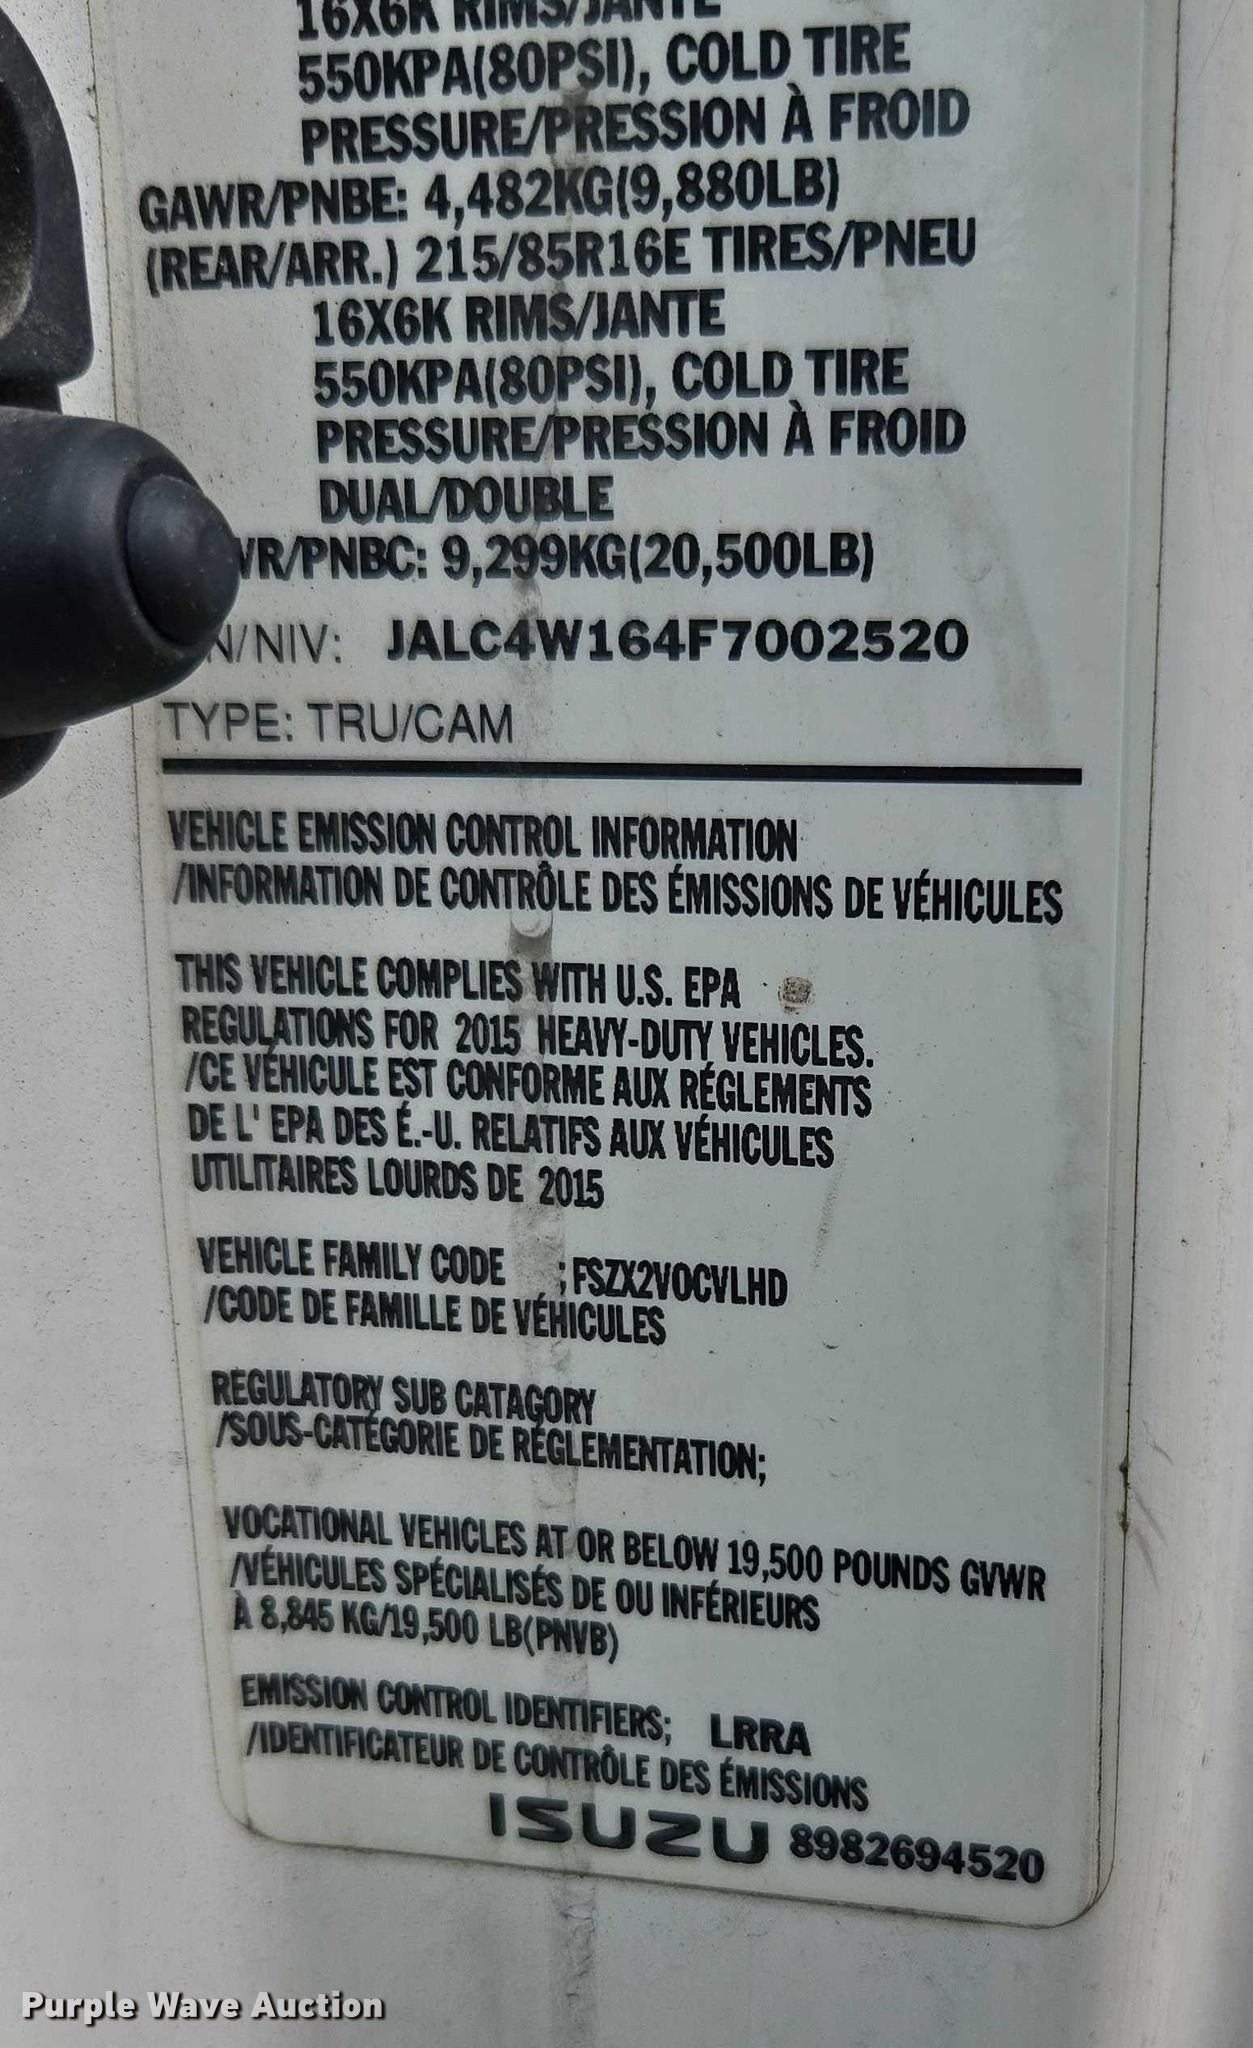 16X6K RIMS/JANTE
550KPA(80PSI), COLD TIRE
PRESSURE/PRESSION À FROID
GAWR/PNBE: 4,482KG(9,880LB)
(REAR/ARR.) 215/85R16E TIRES/PNEU
16X6K RIMS/JANTE
550KPA(80PSI), COLD TIRE
PRESSURE/PRESSION À FROID
DUAL/DOUBLE
WR/PNBC: 9,299KG(20,500LB)
N/NIV: JALC4W164F7002520
TYPE: TRU/CAM
VEHICLE EMISSION CONTROL INFORMATION
/INFORMATION DE CONTRÔLE DES ÉMISSIONS DE VÉHICULES
THIS VEHICLE COMPLIES WITH U.S. EPA
REGULATIONS FOR 2015 HEAVY-DUTY VEHICLES.
/CE VÉHICULE EST CONFORME AUX RÉGLEMENTS
DE L' EPA DES É.-U. RELATIFS AUX VÉHICULES
UTILITAIRES LOURDS DE 2015
VEHICLE FAMILY CODE ;FSZX2VOCVLHD
/CODE DE FAMILLE DE VÉHICULES
REGULATORY SUB CATAGORY
/SOUS-CATÉGORIE DE RÉGLEMENTATION;
VOCATIONAL VEHICLES AT OR BELOW 19,500 POUNDS GVWR
/VÉHICULES SPÉCIALISÉS DE OU INFÉRIEURS
À 8,845 KG/19,500 LB(PNVB)
EMISSION CONTROL IDENTIFIERS; LRRA
/IDENTIFICATEUR DE CONTRÔLE DES ÉMISSIONS
ISUZU 8982694520
Purple Wave Auction